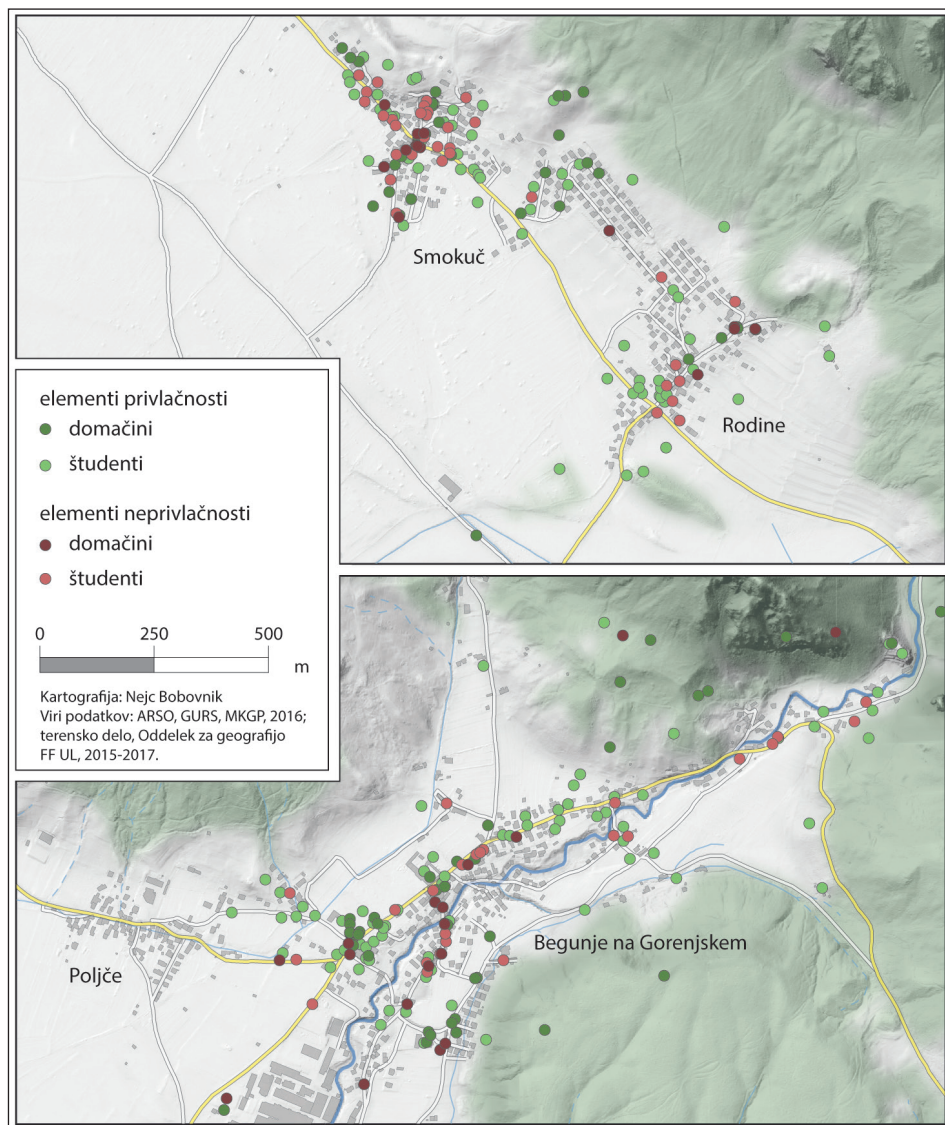 Smokuč
Rodine
elementi privlačnosti
domačini
študenti
elementi neprivlačnosti
domačini
študenti
0 250 500
m
Kartografija: Nejc Bobovnik
Viri podatkov: ARSO, GURS, MKGP, 2016;
terensko delo, Oddelek za geografijo
FF UL, 2015-2017.
Poljče
Begunje na Gorenjskem